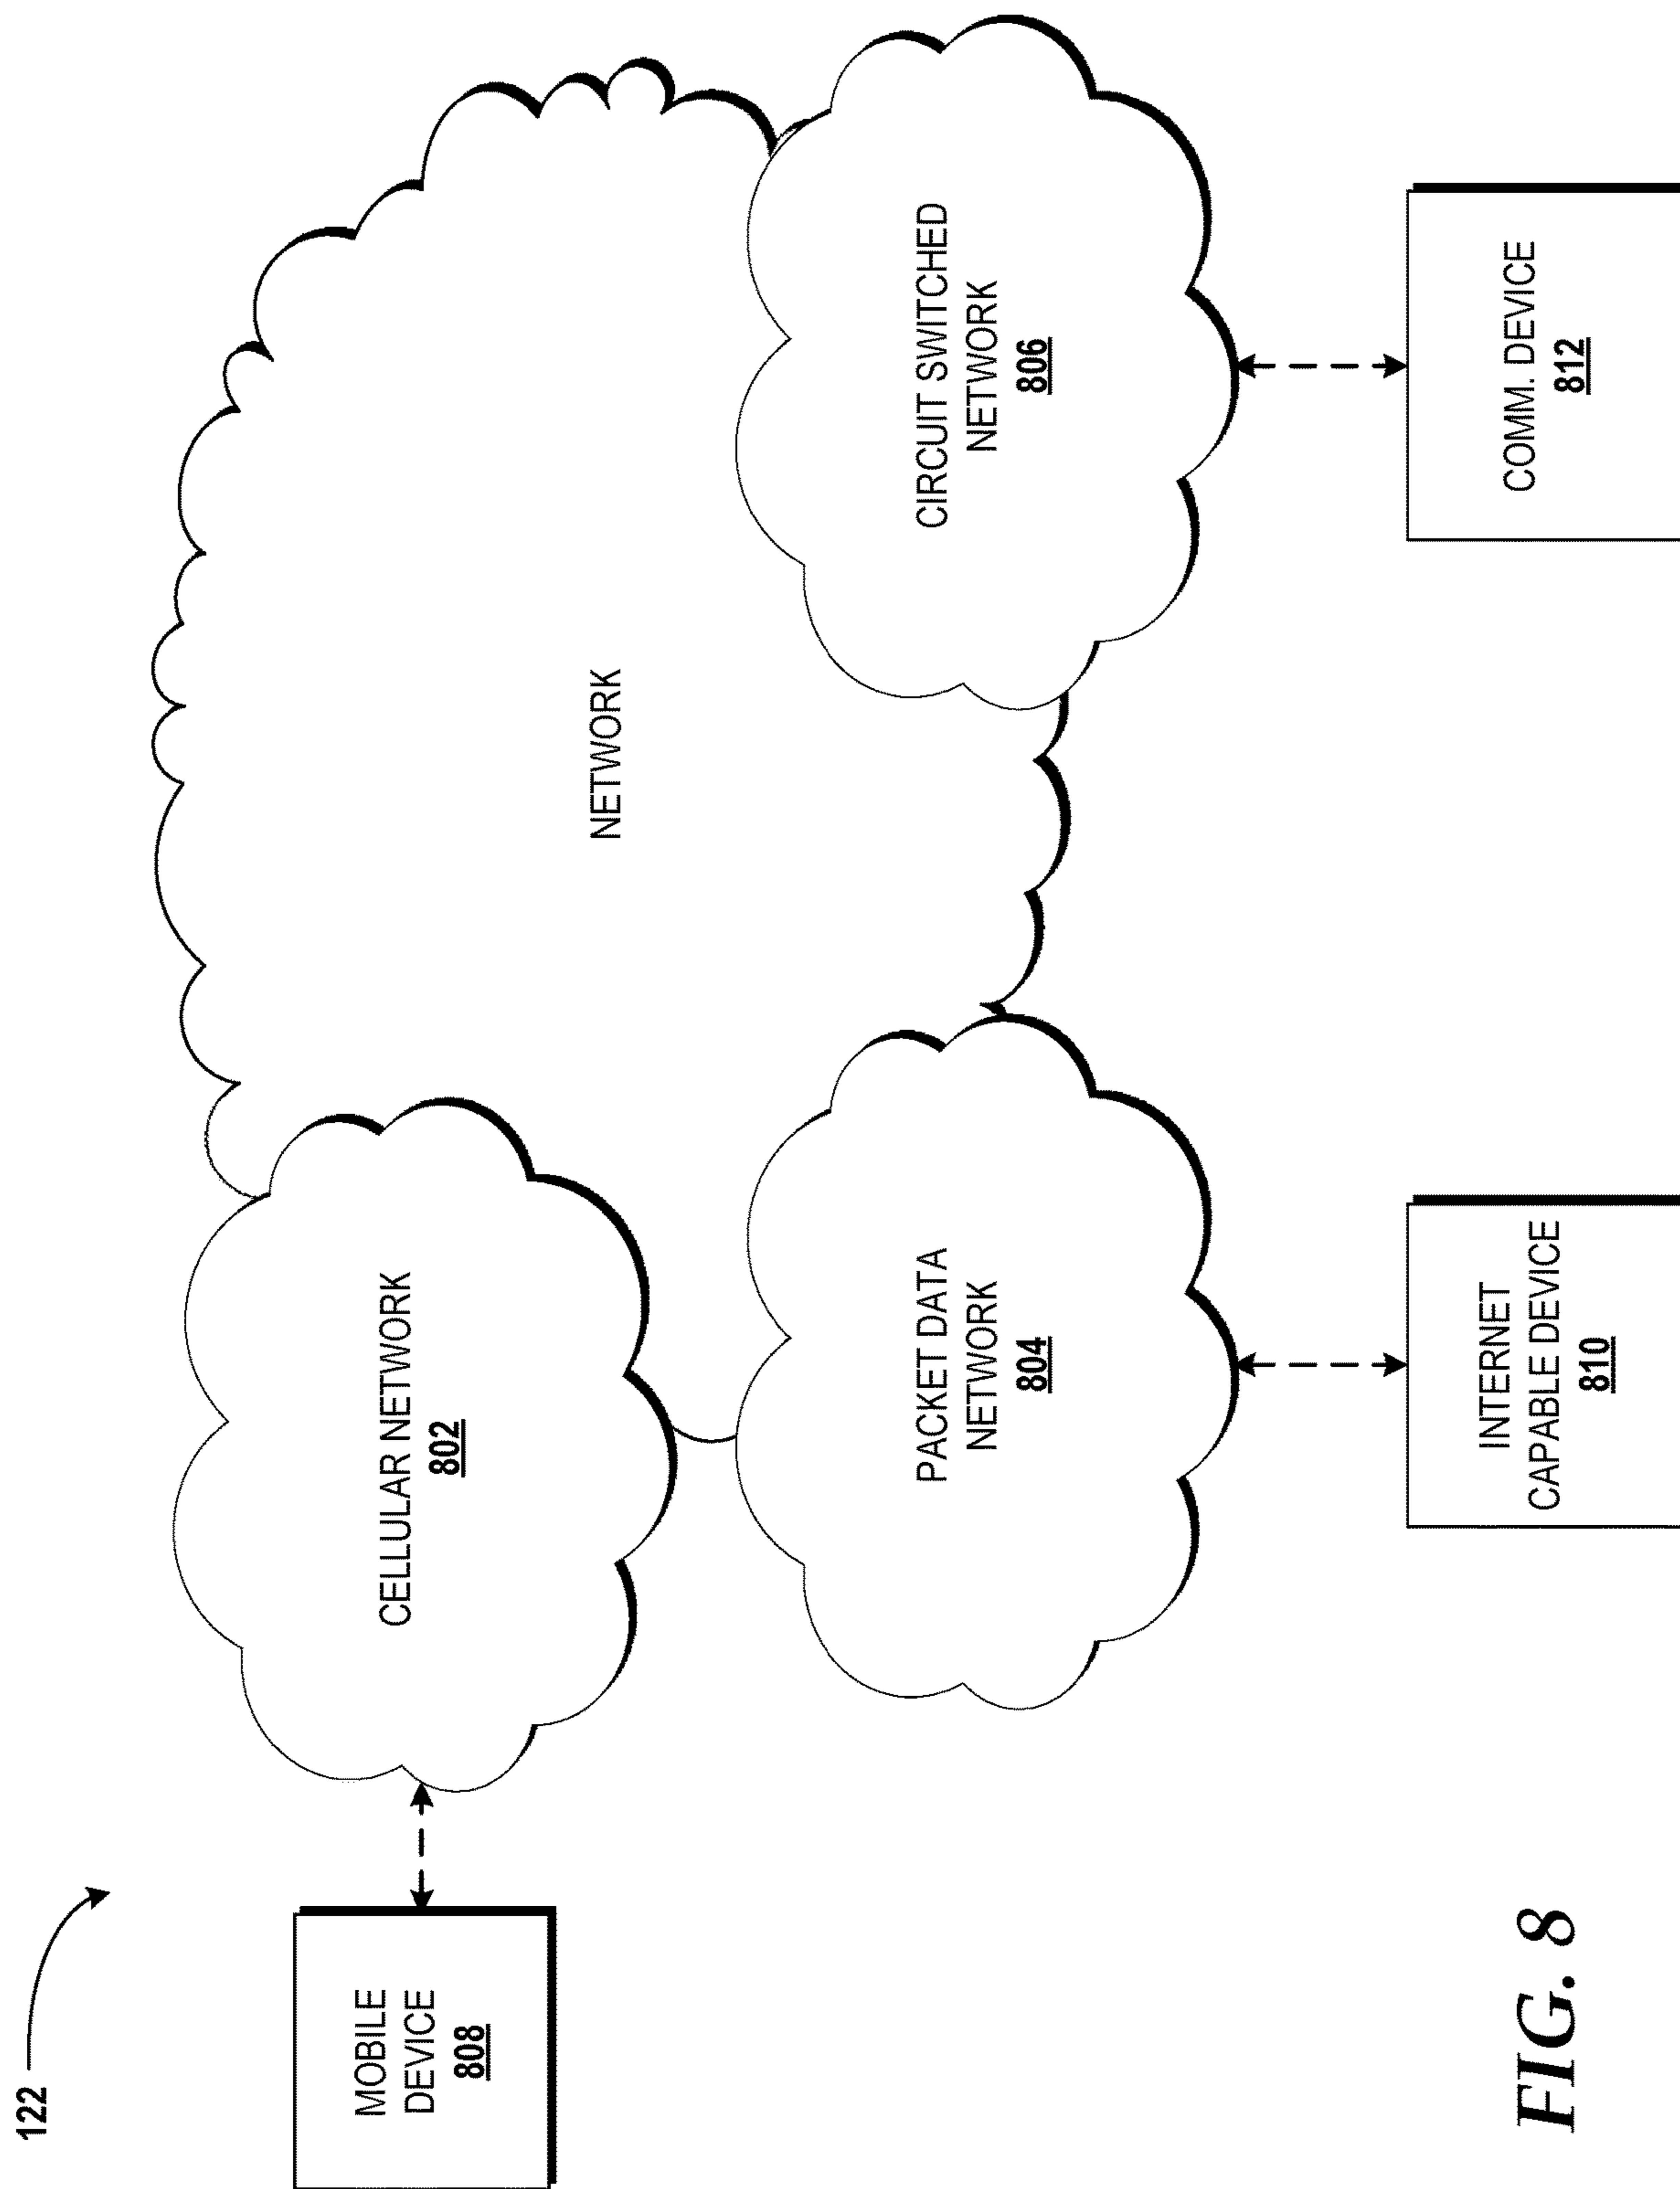 122
MOBILE
DEVICE
808
CELLULAR NETWORK
802
NETWORK
PACKET DATA
NETWORK
804
CIRCUIT SWITCHED
NETWORK
806
INTERNET
CAPABLE DEVICE
810
COMM. DEVICE
812
FIG. 8